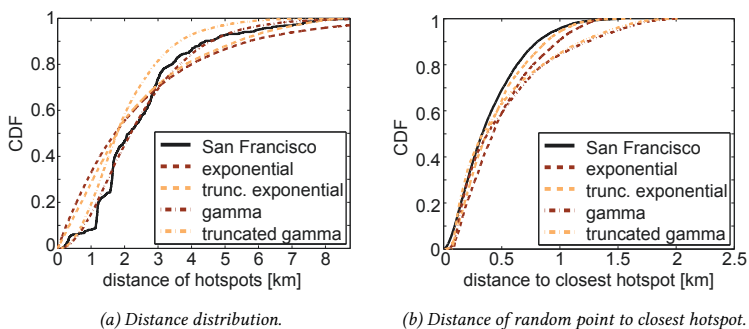 CDF
1
0.8
0.6
0.4
0.2
0
0 1 2 3 4 5 6 7 8
distance of hotspots [km]
San Francisco
exponential
trunc. exponential
gamma
truncated gamma
(a) Distance distribution.
CDF
1
0.8
0.6
0.4
0.2
0
0 0.5 1 1.5 2 2.5
distance to closest hotspot [km]
San Francisco
exponential
trunc. exponential
gamma
truncated gamma
(b) Distance of random point to closest hotspot.